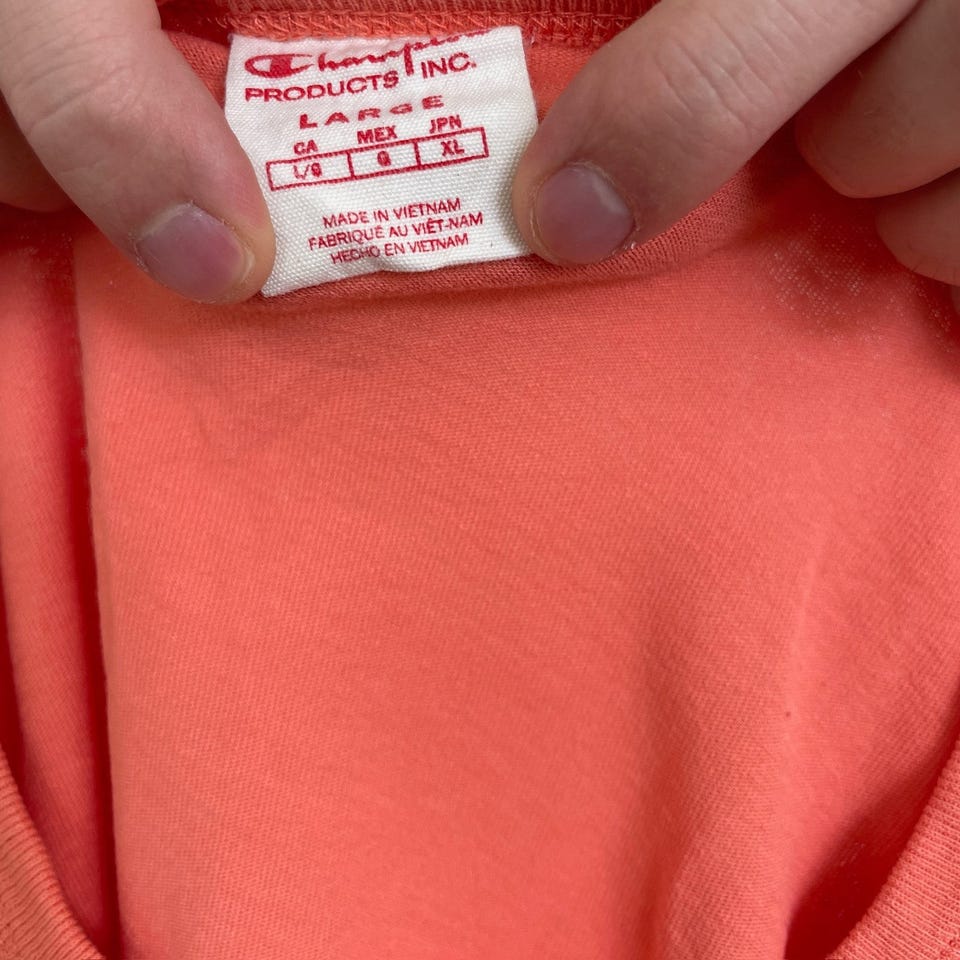 Champion
PRODUCTS INC.
LARGE
CA MEX JPN
L/G G XL
MADE IN VIETNAM
FABRIQUÉ AU VIÊT-NAM
HECHO EN VIETNAM